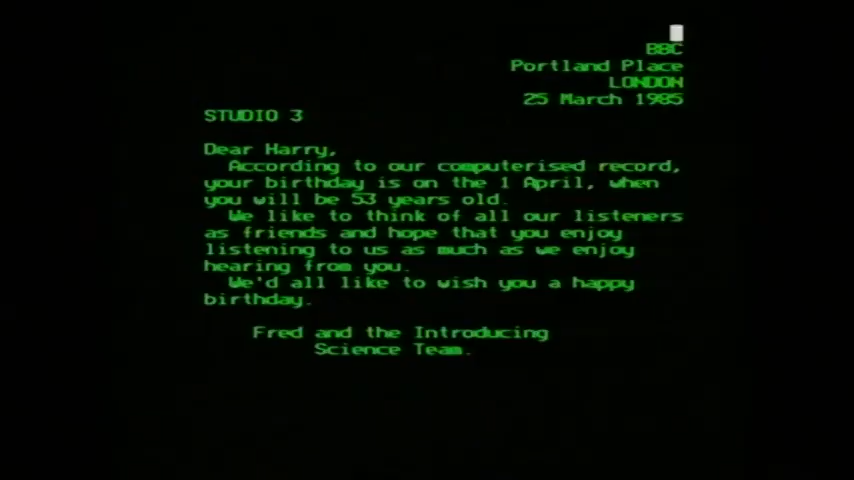 BBC
Portland Place
LONDON
25 March 1985
STUDIO 3
Dear Harry,
According to our computerised record,
your birthday is on the 1 April, when
you will be 53 years old.
We like to think of all our listeners
as friends and hope that you enjoy
listening to us as much as we enjoy
hearing from you.
We'd all like to wish you a happy
birthday.
Fred and the Introducing
Science Team.